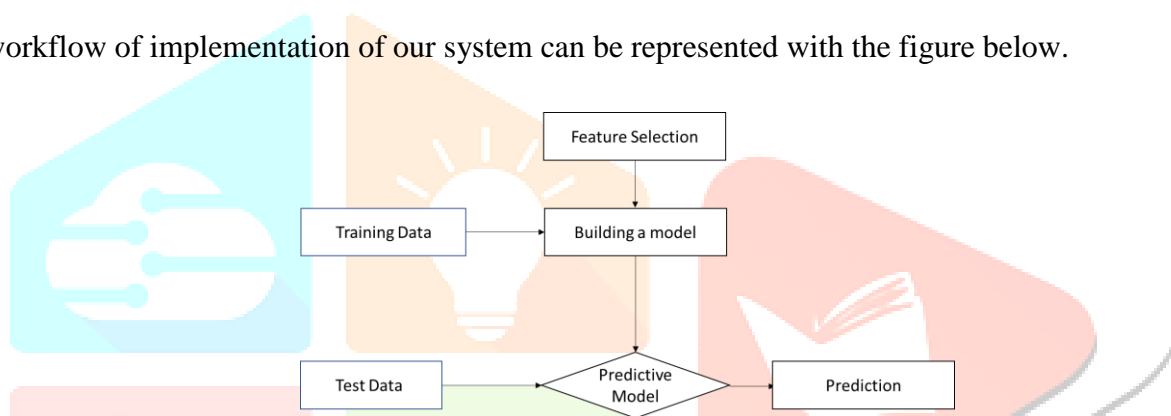 workflow of implementation of our system can be represented with the figure below.
Feature Selection
Training Data
Building a model
Test Data
Predictive
Model
Prediction